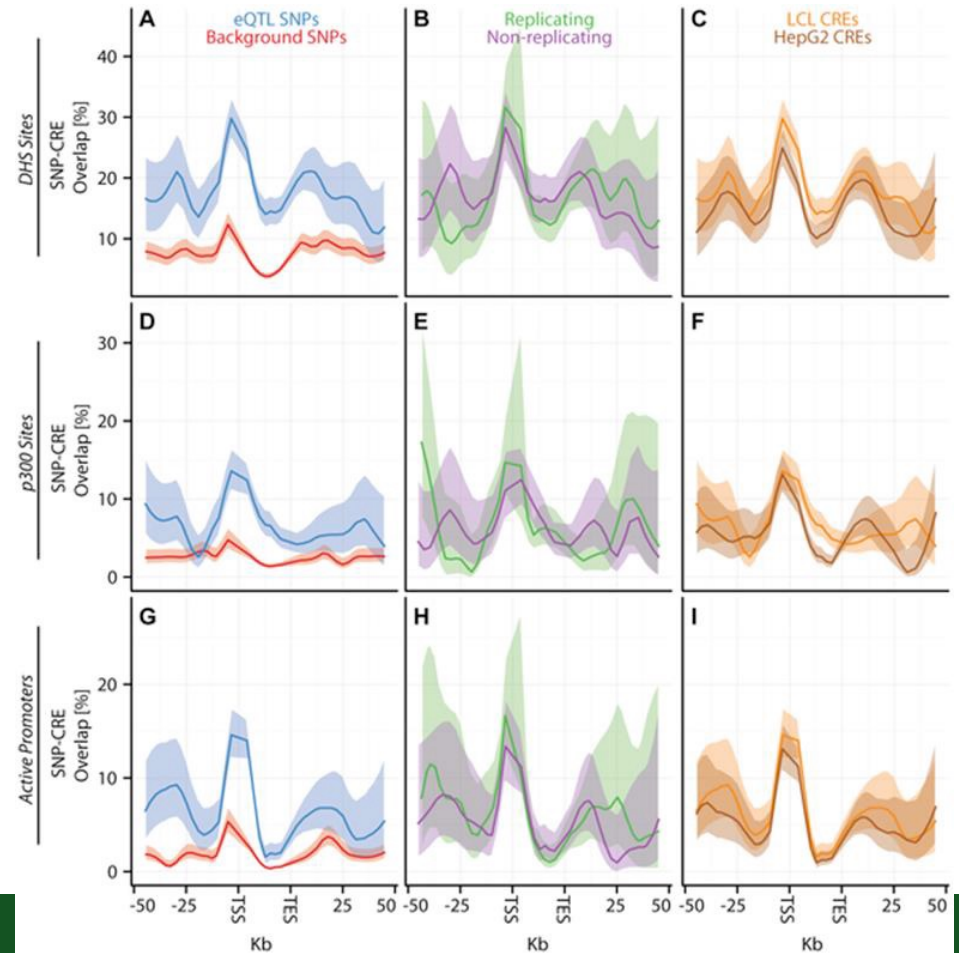 A
eQTL SNPs
Background SNPs
B
Replicating
Non-replicating
C
LCL CREs
HepG2 CREs
DHS Sites
SNP-CRE
Overlap [%]
40
30
20
10
D
E
F
p300 Sites
SNP-CRE
Overlap [%]
30
20
10
0
G
H
I
Active Promoters
SNP-CRE
Overlap [%]
20
10
0
-50 -25 TSS TES 25 50
-50 -25 TSS TES 25 50
-50 -25 TSS TES 25 50
Kb
Kb
Kb